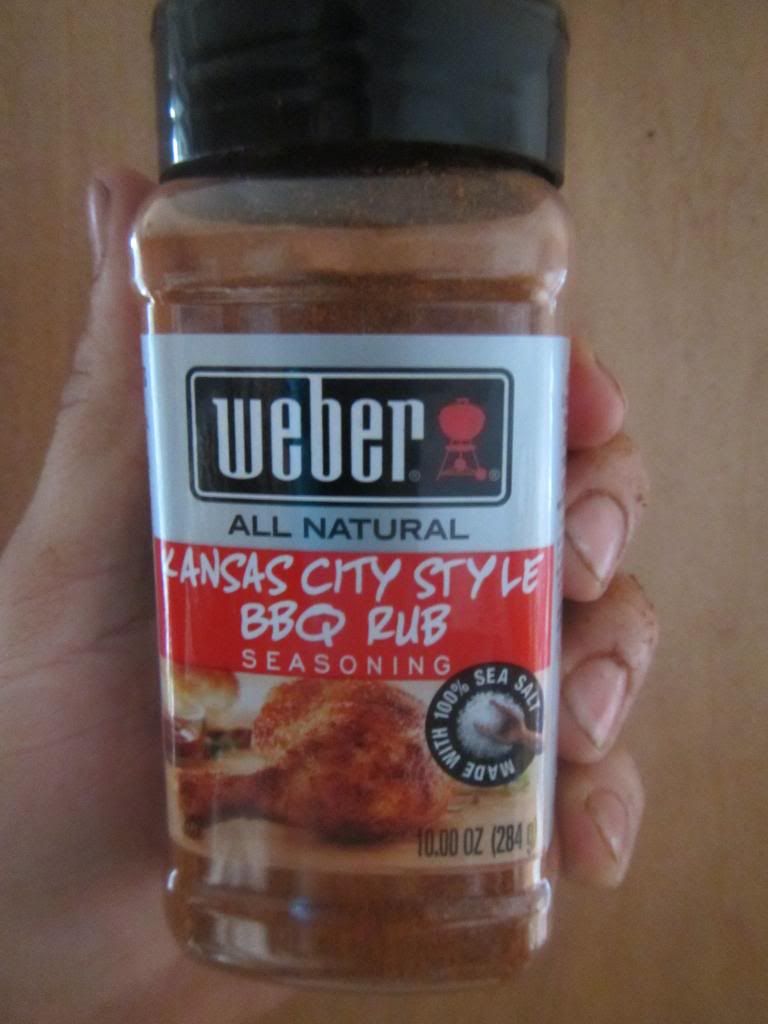 weber
ALL NATURAL
KANSAS CITY STYLE
BBQ RUB
SEASONING
MADE WITH 100% SEA SALT
10.00 OZ (284 g